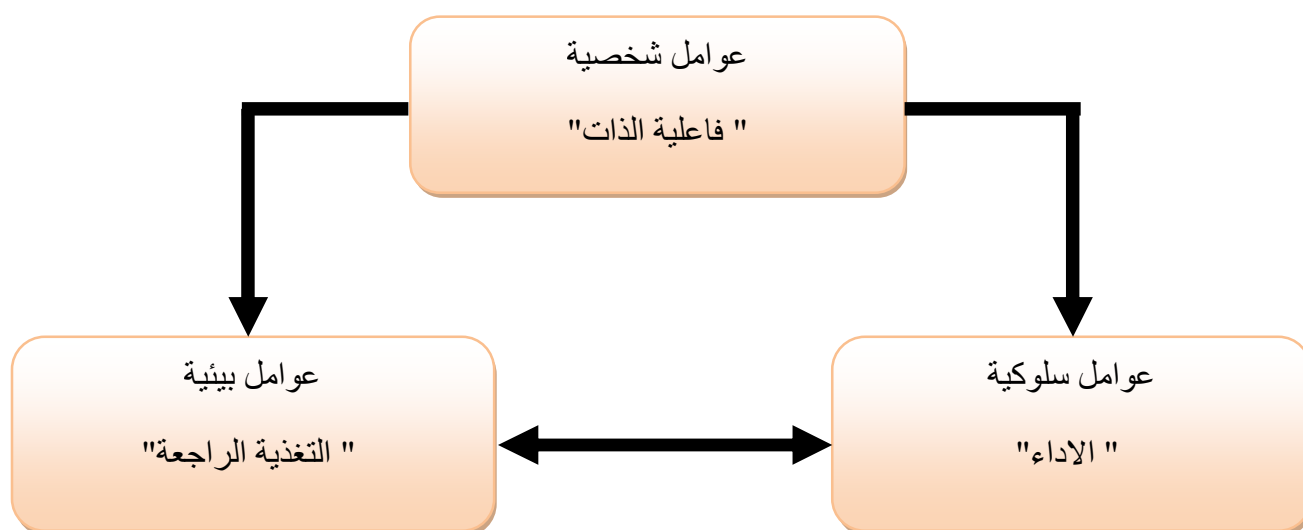 عوامل شخصية
" فاعلية الذات"
عوامل سلوكية
" الاداء"
عوامل بيئية
" التغذية الراجعة"